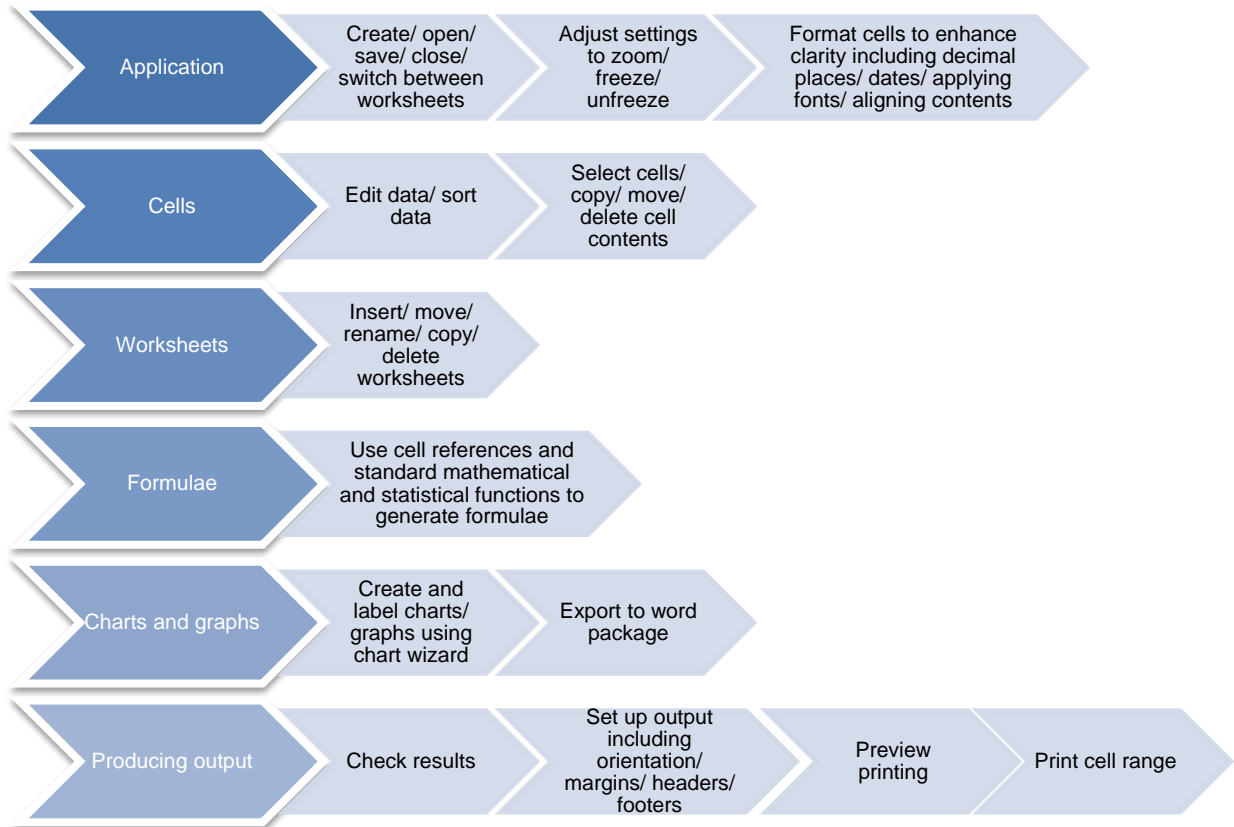 Application
Create/ open/
save/ close/
switch between
worksheets
Adjust settings
to zoom/
freeze/
unfreeze
Format cells to enhance
clarity including decimal
places/ dates/ applying
fonts/ aligning contents
Cells
Edit data/ sort
data
Select cells/
copy/ move/
delete cell
contents
Worksheets
Insert/ move/
rename/ copy/
delete
worksheets
Formulae
Use cell references and
standard mathematical
and statistical functions to
generate formulae
Charts and graphs
Create and
label charts/
graphs using
chart wizard
Export to word
package
Producing output
Check results
Set up output
including
orientation/
margins/ headers/
footers
Preview
printing
Print cell range